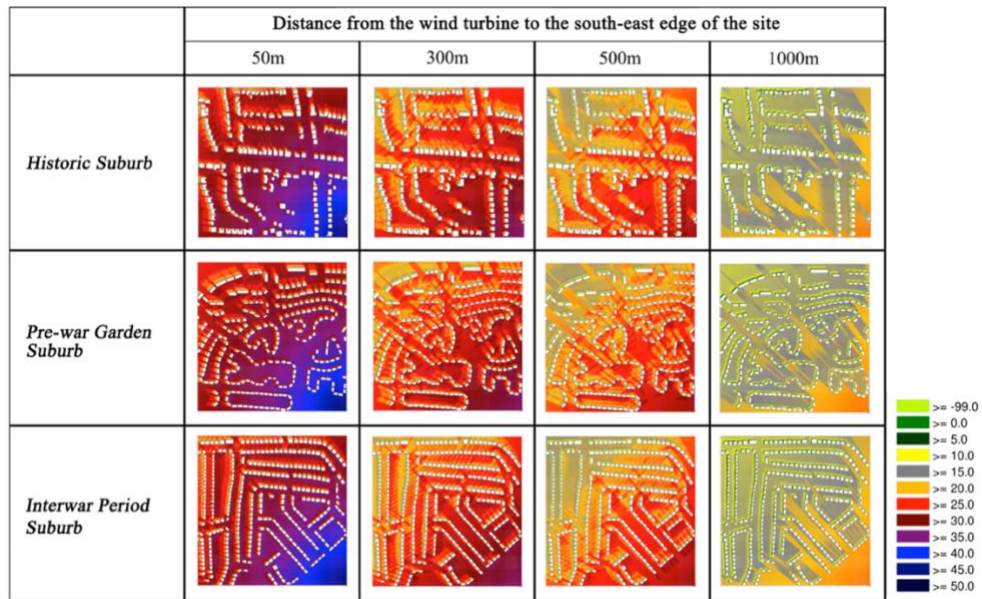 Distance from the wind turbine to the south-east edge of the site
50m
300m
500m
1000m
Historic Suburb
Pre-war Garden
Suburb
Interwar Period
Suburb
>= -99.0
>= 0.0
>= 5.0
>= 10.0
>= 15.0
>= 20.0
>= 25.0
>= 30.0
>= 35.0
>= 40.0
>= 45.0
>= 50.0